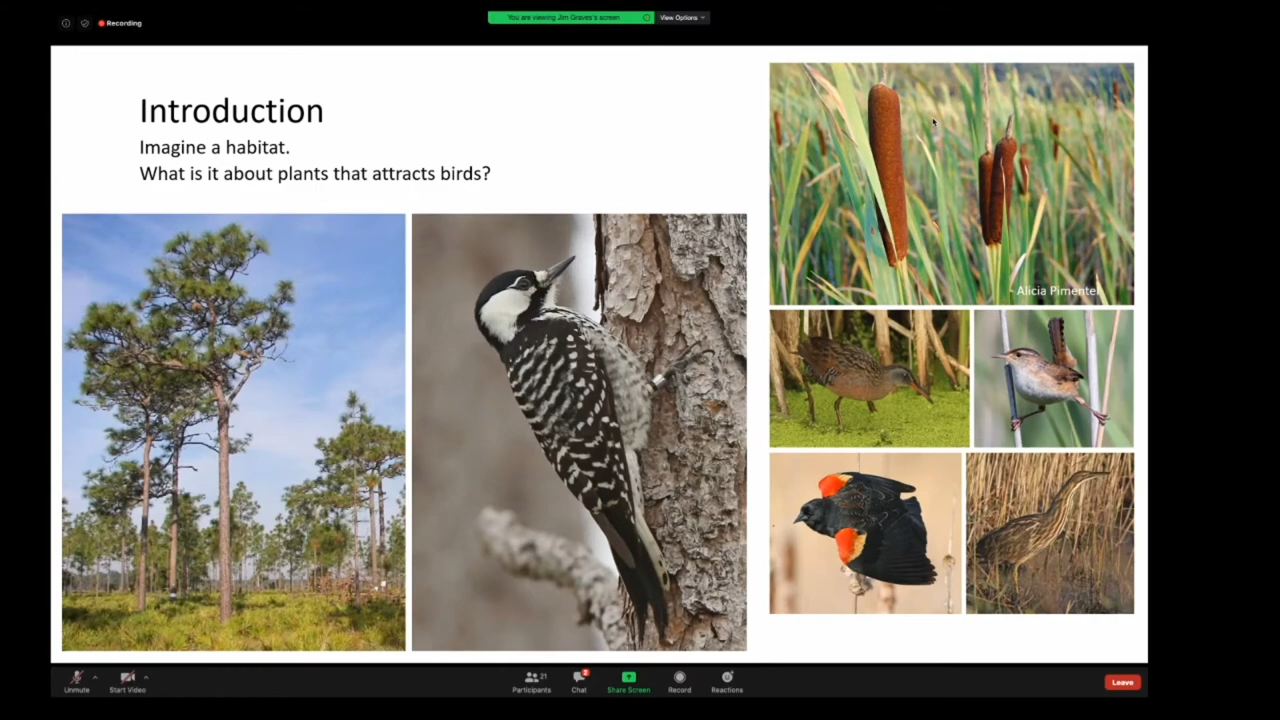 Recording
You are viewing Jim Graves's screen
View Options
Introduction
Imagine a habitat.
What is it about plants that attracts birds?
- Alicia Pimentel
Unmute
Start Video
Participants
21
Chat
Share Screen
Record
Reactions
Leave